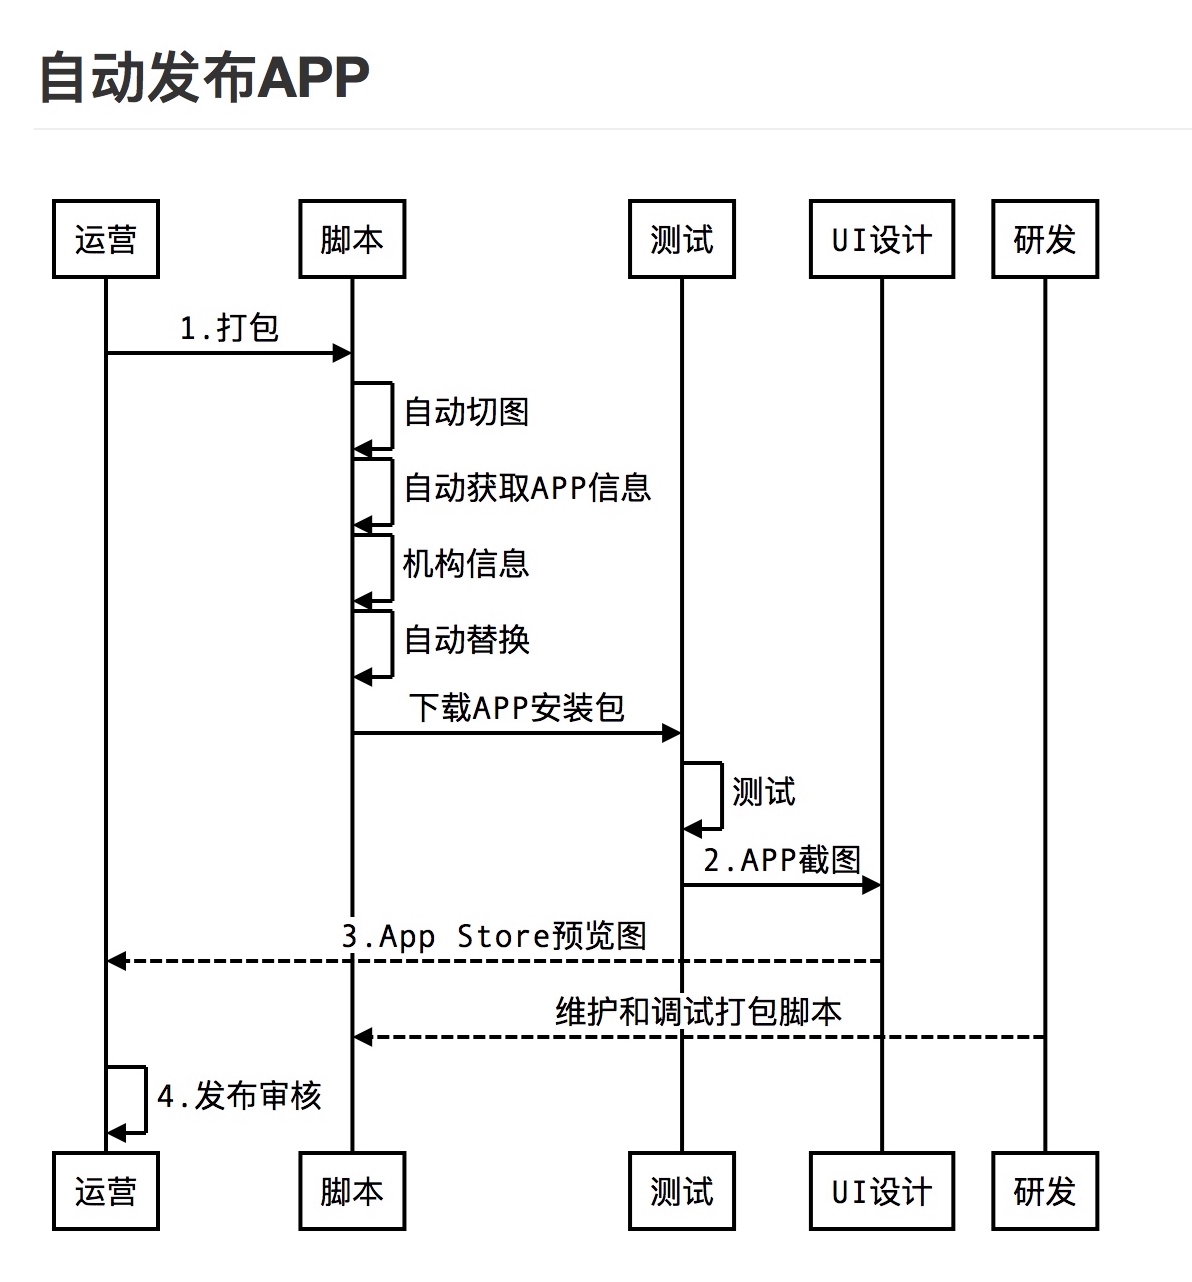 自动发布APP
运营
脚本
测试
UI设计
研发
1.打包
自动切图
自动获取APP信息
机构信息
自动替换
下载APP安装包
测试
2.APP截图
3.App Store预览图
维护和调试打包脚本
4.发布审核
运营
脚本
测试
UI设计
研发